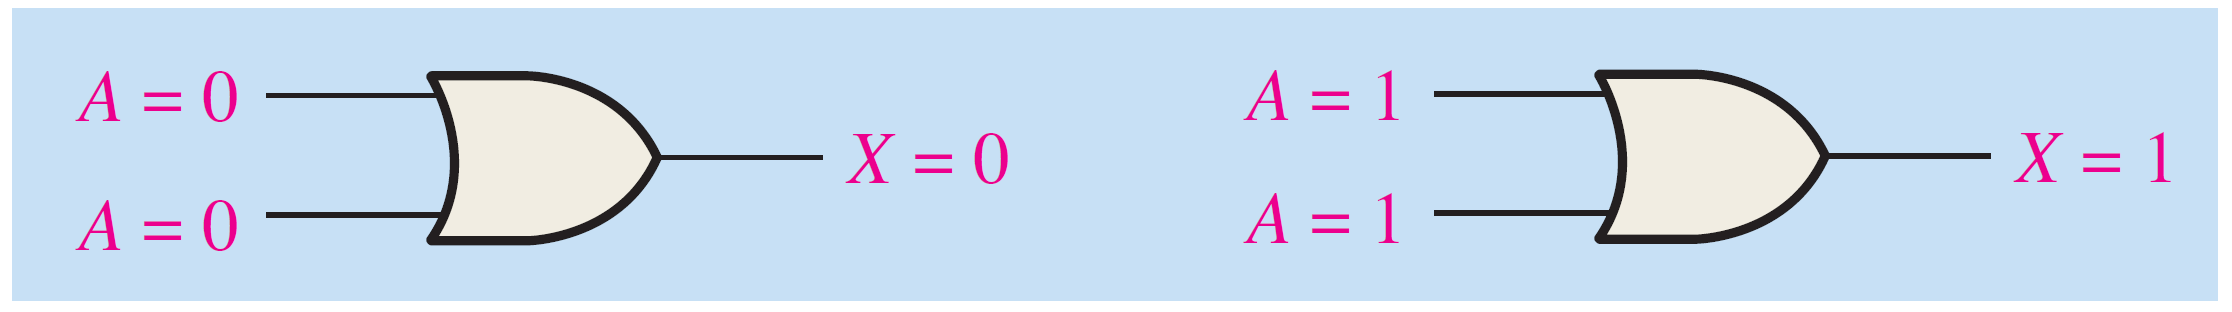 A = 0
A = 0
X = 0
A = 1
A = 1
X = 1